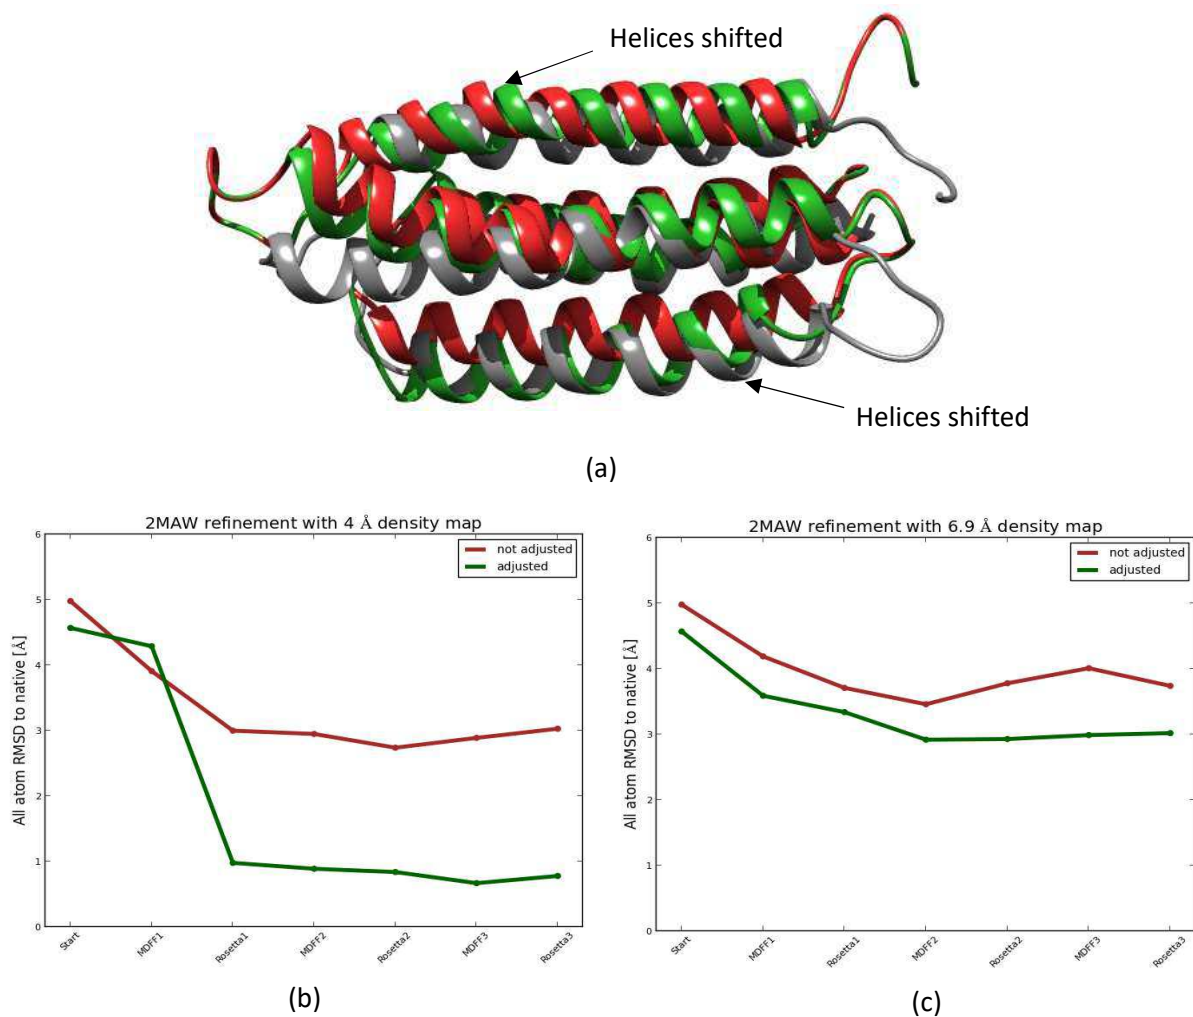 Helices shifted
Helices shifted
(a)
2MAW refinement with 4 Å density map
not adjusted
adjusted
All atom RMSD to native [Å]
6
5
4
3
2
1
0
Start
MDFF1
Rosetta1
MDFF2
Rosetta2
MDFF3
Rosetta3
(b)
2MAW refinement with 6.9 Å density map
not adjusted
adjusted
All atom RMSD to native [Å]
6
5
4
3
2
1
0
Start
MDFF1
Rosetta1
MDFF2
Rosetta2
MDFF3
Rosetta3
(c)